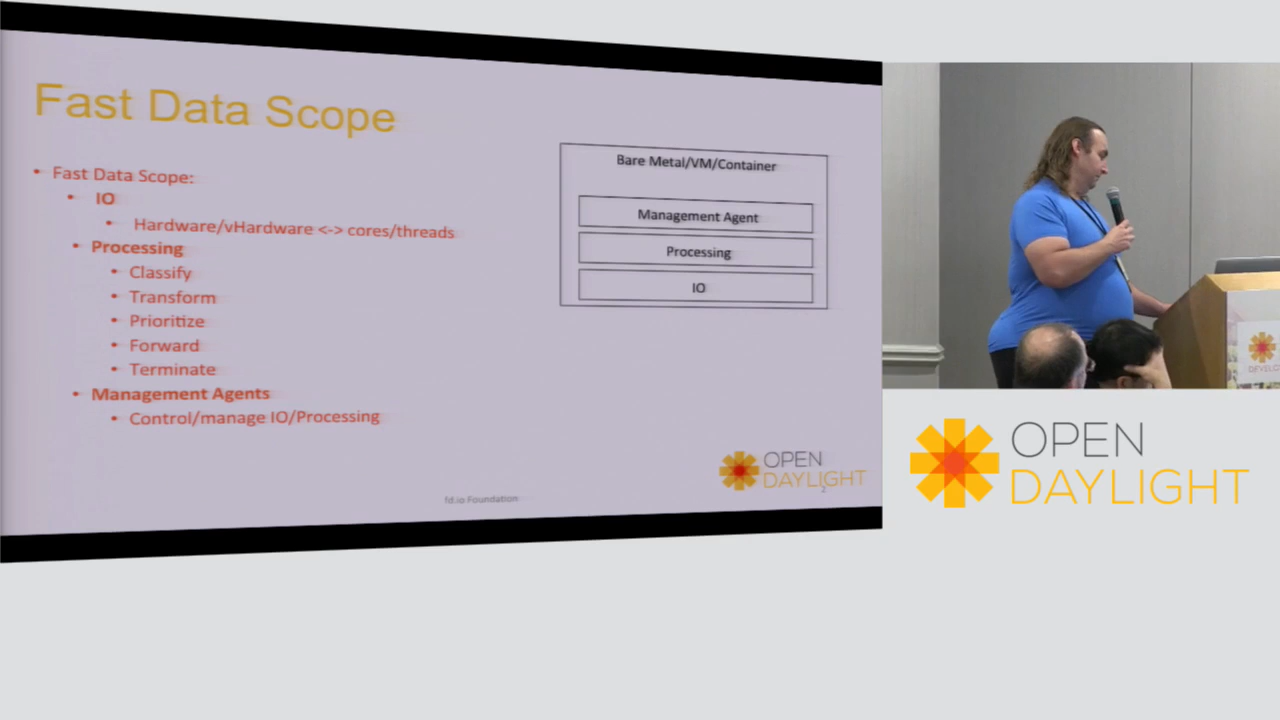 Fast Data Scope
• Fast Data Scope:
• IO
• Hardware/vHardware <-> cores/threads
• Processing
• Classify
• Transform
• Prioritize
• Forward
• Terminate
• Management Agents
• Control/manage IO/Processing
Bare Metal/VM/Container
Management Agent
Processing
IO
fd.io Foundation
OPEN
DAYLIGHT
2
OPEN
DAYLIGHT